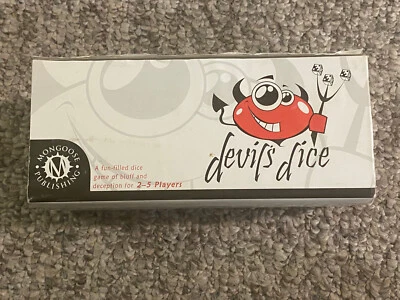 devil's dice
MONGOOSE
PUBLISHING
A fun-filled dice
game of bluff and
deception for 2-5 Players